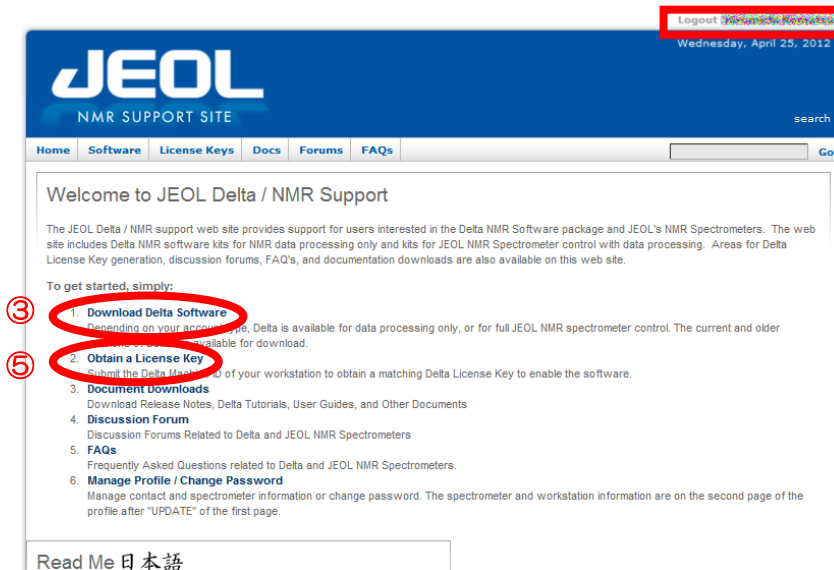 Logout
Wednesday, April 25, 2012
JEOL
NMR SUPPORT SITE
search
Home Software License Keys Docs Forums FAQs
Go
Welcome to JEOL Delta / NMR Support
The JEOL Delta / NMR support web site provides support for users interested in the Delta NMR Software package and JEOL's NMR Spectrometers. The web
site includes Delta NMR software kits for NMR data processing only and kits for JEOL NMR Spectrometer control with data processing. Areas for Delta
License Key generation, discussion forums, FAQ's, and documentation downloads are also available on this web site.
To get started, simply:
③ 1. Download Delta Software
Depending on your account type, Delta is available for data processing only, or for full JEOL NMR spectrometer control. The current and older
available for download.
⑤ 2. Obtain a License Key
Submit the Delta Machine ID of your workstation to obtain a matching Delta License Key to enable the software.
3. Document Downloads
Download Release Notes, Delta Tutorials, User Guides, and Other Documents
4. Discussion Forum
Discussion Forums Related to Delta and JEOL NMR Spectrometers
5. FAQs
Frequently Asked Questions related to Delta and JEOL NMR Spectrometers.
6. Manage Profile / Change Password
Manage contact and spectrometer information or change password. The spectrometer and workstation information are on the second page of the
profile after "UPDATE" of the first page.
Read Me 日本語